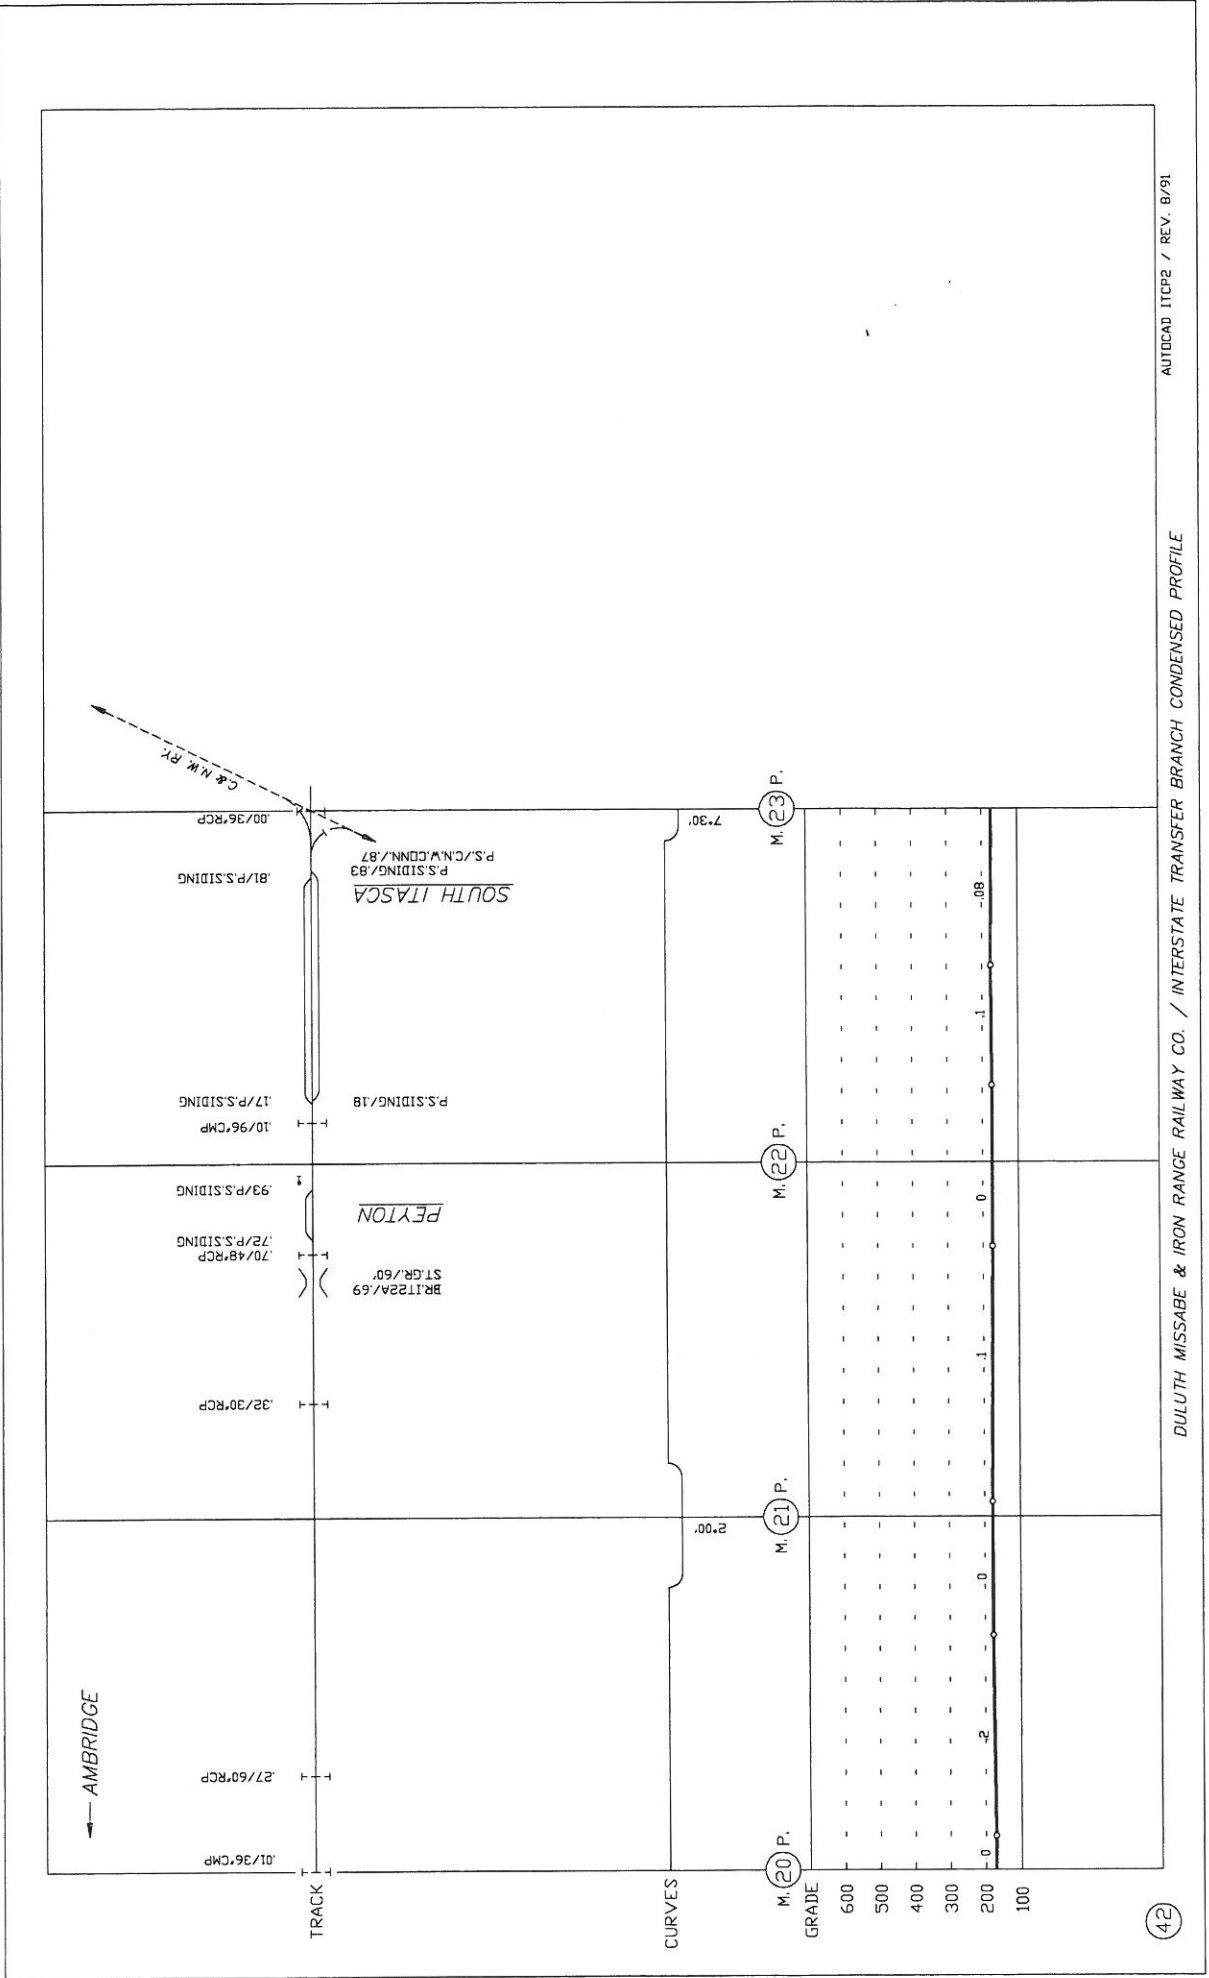 ← AMBRIDGE
.01/36"CMP
.27/60"RCP
.32/30"RCP
.70/48"RCP
.72/P.S.SIDING
.93/P.S.SIDING
.10/96"CMP
.17/P.S.SIDING
.81/P.S.SIDING
.00/36"RCP
C.& N.W. RY.
1
TRACK
BR.IT22A/.69
ST.GR./60'
PEYTON
P.S.SIDING/.18
SOUTH ITASCA
P.S.SIDING/.83
P.S./C.N.W.CONN./.87
CURVES
2°00'
7°30'
M. 20 P.
M. 21 P.
M. 22 P.
M. 23 P.
GRADE
600
500
400
300
200
100
0
.2
0
.1
0
.1
-.08
42
DULUTH MISSABE & IRON RANGE RAILWAY CO. / INTERSTATE TRANSFER BRANCH CONDENSED PROFILE
AUTOCAD ITCP2 / REV. 8/91